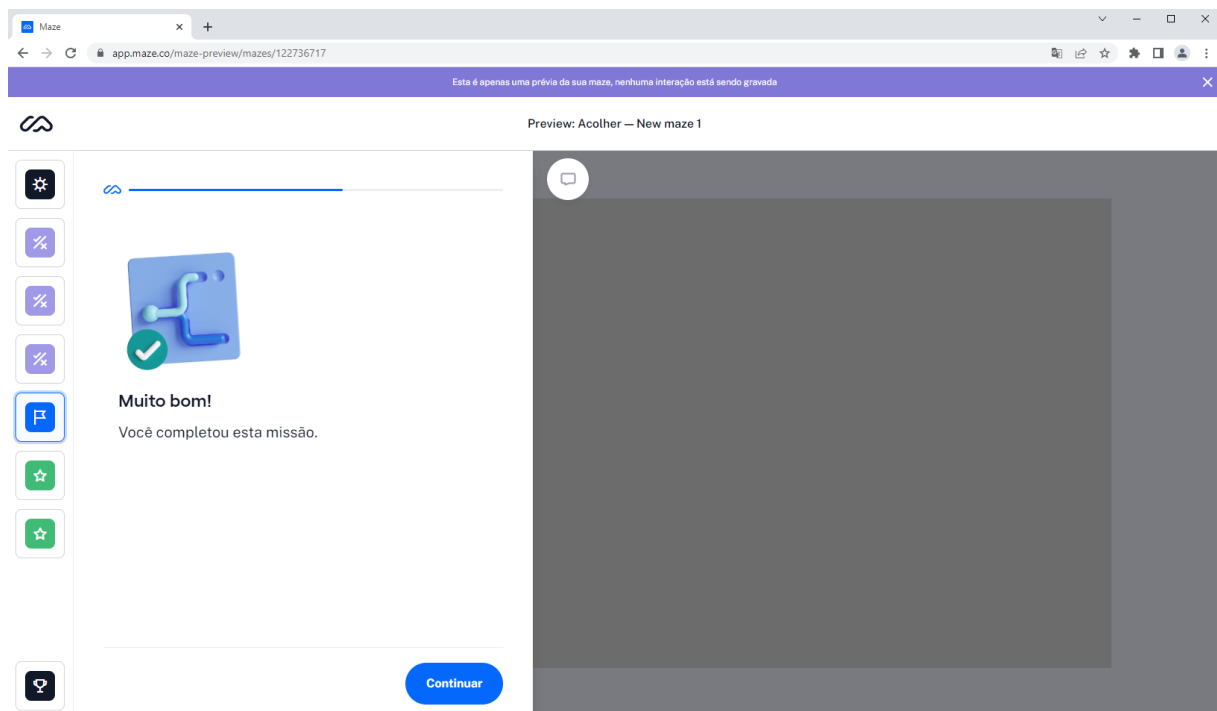 Maze
app.maze.co/maze-preview/mazes/122736717
Esta é apenas uma prévia da sua maze, nenhuma interação está sendo gravada
Preview: Acolher — New maze 1
Muito bom!
Você completou esta missão.
Continuar